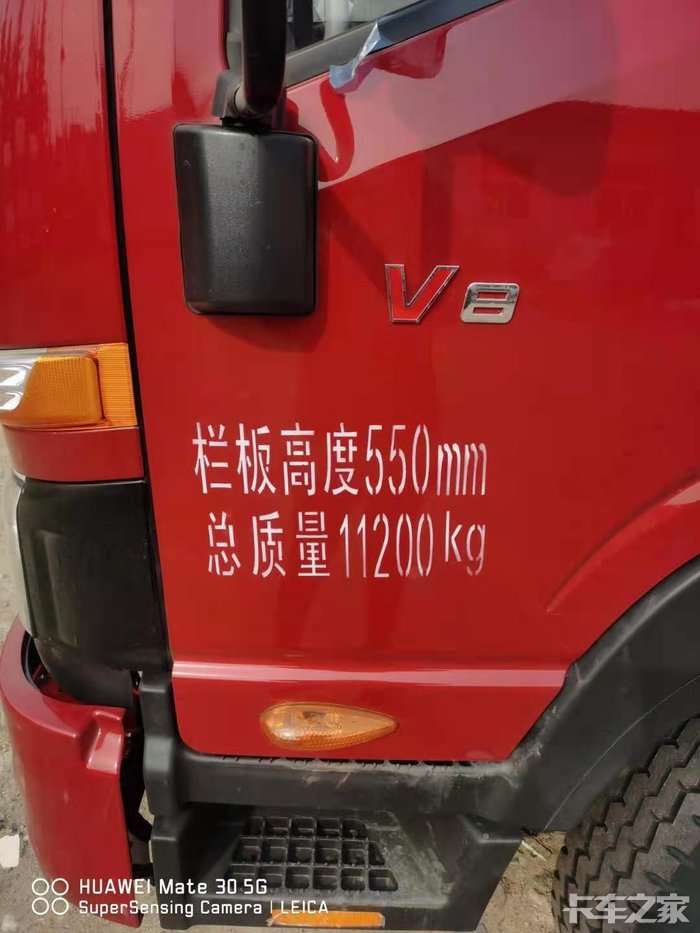 V8
栏板高度550mm
总质量11200kg
HUAWEI Mate 30 5G
SuperSensing Camera | LEICA
卡车之家